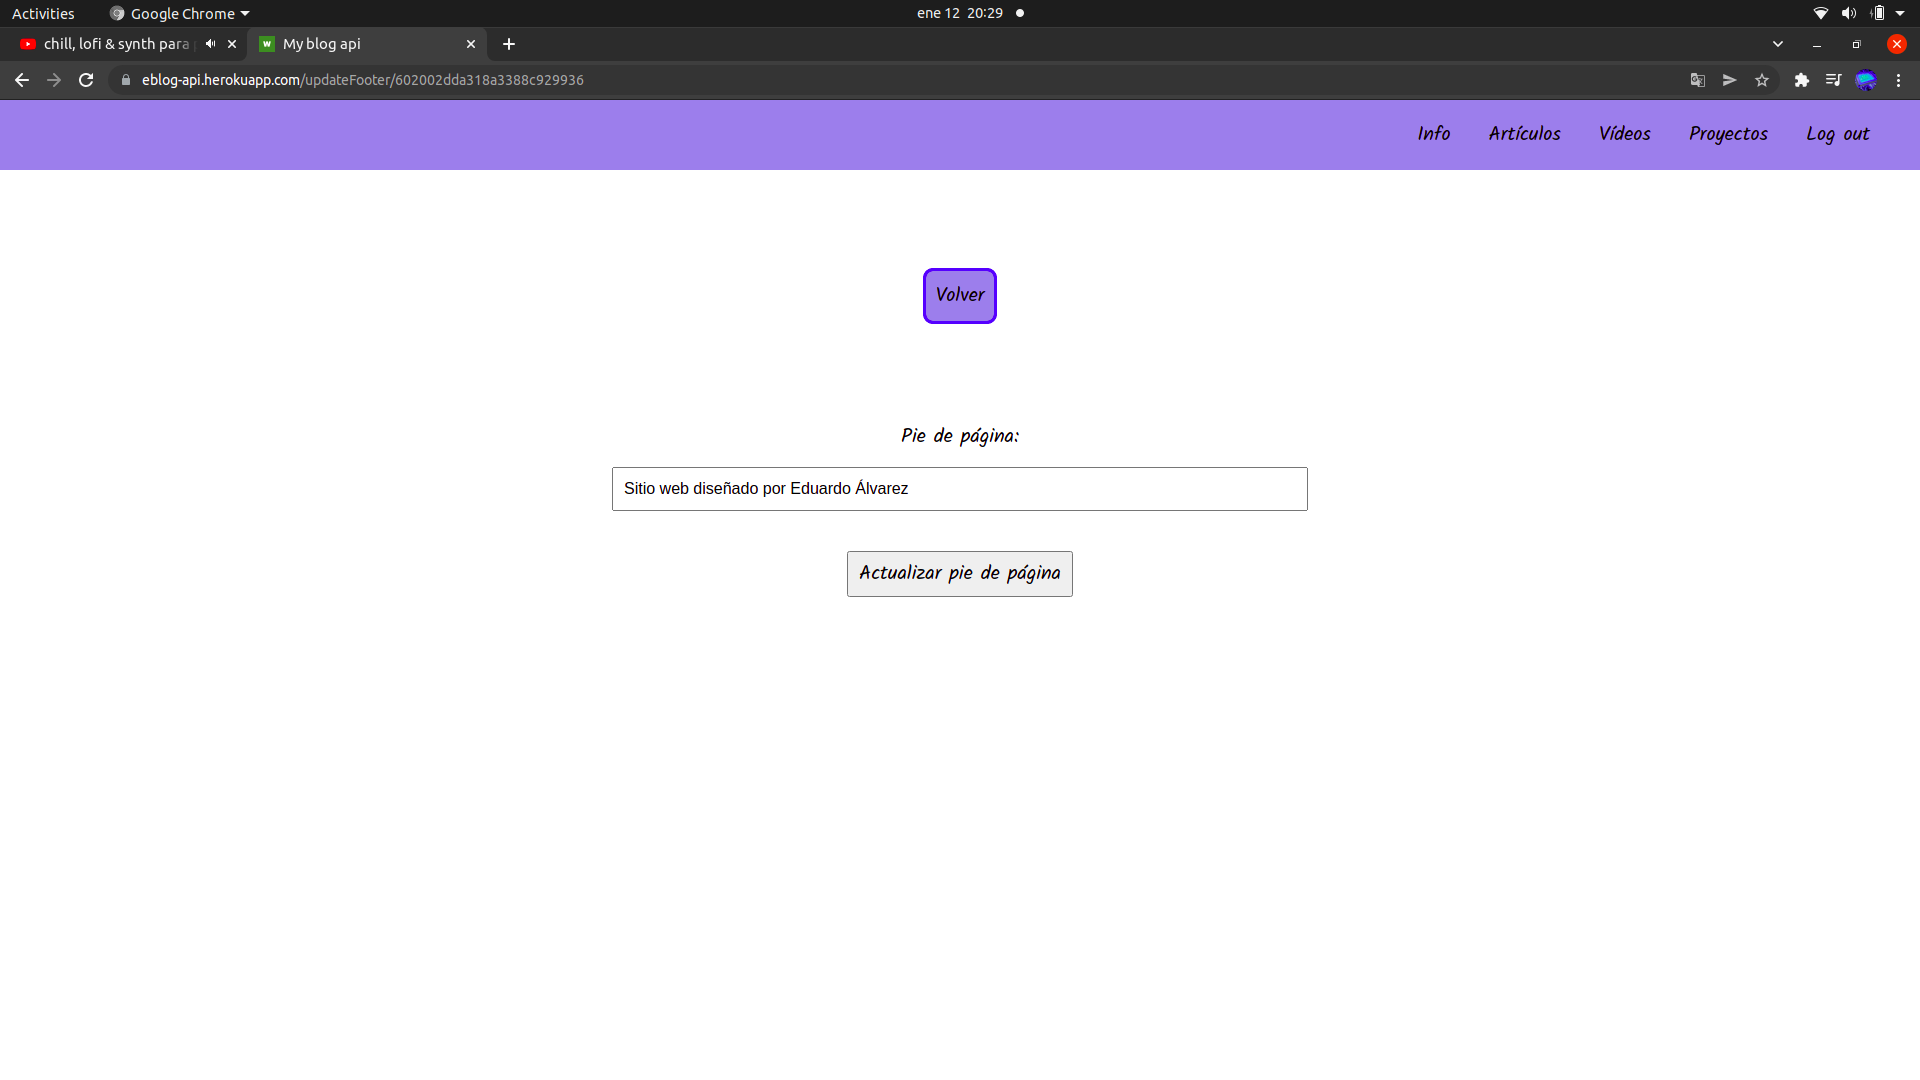 Activities Google Chrome ene 12 20:29
chill, lofi & synth para My blog api
eblog-api.herokuapp.com/updateFooter/602002dda318a3388c929936
Info Artículos Vídeos Proyectos Log out
Volver
Pie de página:
Sitio web diseñado por Eduardo Álvarez
Actualizar pie de página